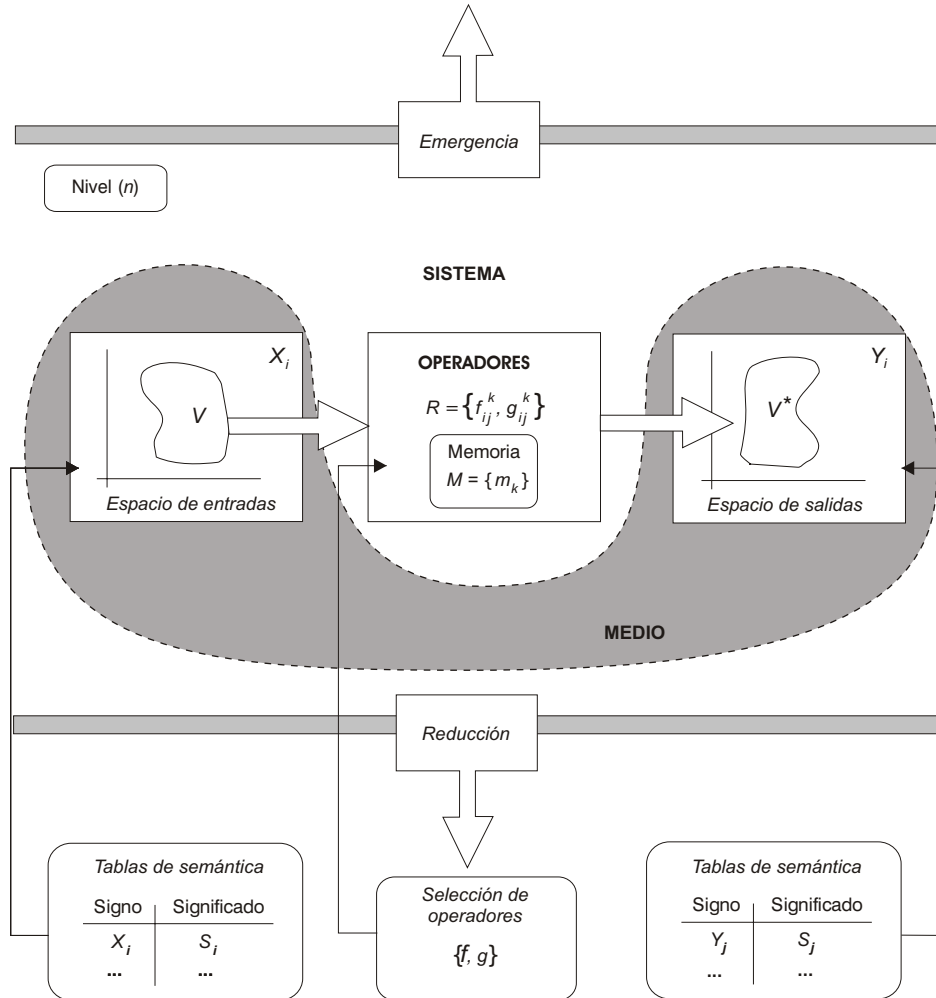 Emergencia
Nivel (n)
SISTEMA
X_i
V
Espacio de entradas
OPERADORES
R = {f_ij^k, g_ij^k}
Memoria
M = {m_k}
Y_i
V*
Espacio de salidas
MEDIO
Reducción
Tablas de semántica
Signo Significado
X_i S_i
... ...
Selección de
operadores
{f, g}
Tablas de semántica
Signo Significado
Y_j S_j
... ...